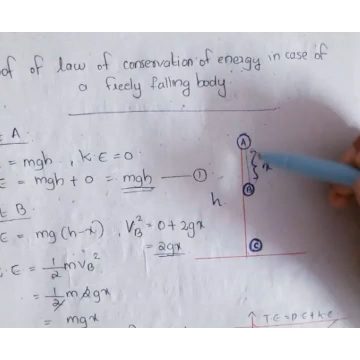 of of law of conservation of energy in case of
a freely falling body.
A:
= mgh, K.E = 0
E = mgh + 0 = mgh — ①
t B
E = mg(h-x), V_B² = 0 + 2gx
= 2gx
.E = 1/2 m V_B²
= 1/2 m 2gx
= mgx
A
x
B
h
C
T.E = P.E + K.E